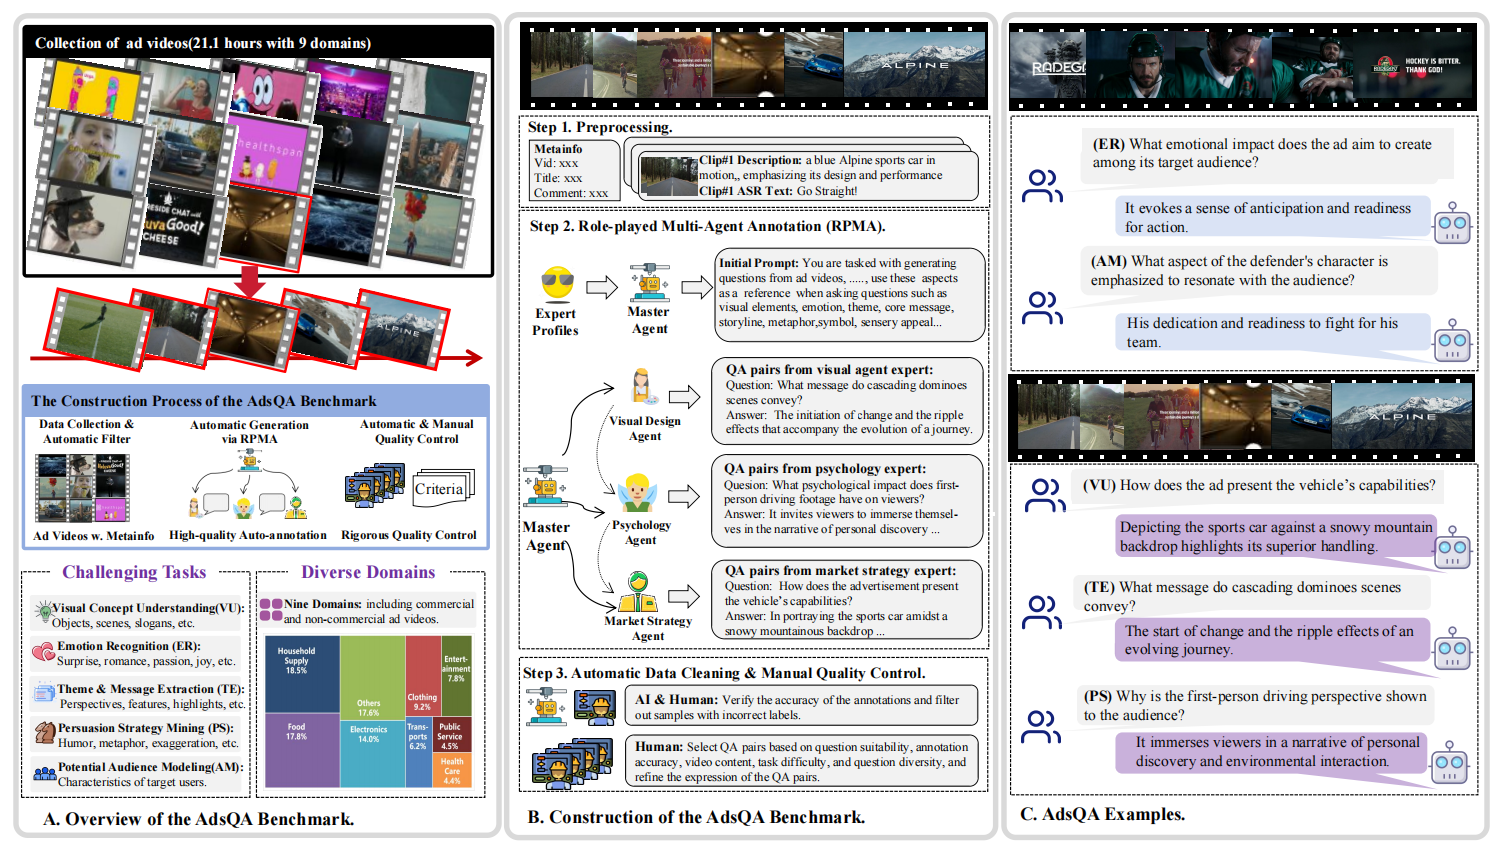 Collection of ad videos(21.1 hours with 9 domains)
healthspan
RESIDE CHAT with
uvaGood!
CHEESE
ALPINE
The Construction Process of the AdsQA Benchmark
Data Collection &
Automatic Filter
Automatic Generation
via RPMA
Automatic & Manual
Quality Control
Criteria
Ad Videos w. Metainfo
High-quality Auto-annotation
Rigorous Quality Control
Challenging Tasks
Visual Concept Understanding(VU):
Objects, scenes, slogans, etc.
Emotion Recognition (ER):
Surprise, romance, passion, joy, etc.
Theme & Message Extraction (TE):
Perspectives, features, highlights, etc.
Persuasion Strategy Mining (PS):
Humor, metaphor, exaggeration, etc.
Potential Audience Modeling(AM):
Characteristics of target users.
Diverse Domains
Nine Domains: including commercial
and non-commercial ad videos.
Household
Supply
18.5%
Food
17.8%
Others
17.6%
Electronics
14.0%
Clothing
9.2%
Entert-
ainment
7.8%
Trans-
ports
6.2%
Public
Service
4.5%
Health
Care
4.4%
A. Overview of the AdsQA Benchmark.
ALPINE
Step 1. Preprocessing.
Metainfo
Vid: xxx
Title: xxx
Comment: xxx
Clip#1 Description: a blue Alpine sports car in
motion,, emphasizing its design and performance
Clip#1 ASR Text: Go Straight!
Step 2. Role-played Multi-Agent Annotation (RPMA).
Expert
Profiles
Master
Agent
Initial Prompt: You are tasked with generating
questions from ad videos, ....., use these aspects
as a reference when asking questions such as
visual elements, emotion, theme, core message,
storyline, metaphor,symbol, sensery appeal...
Visual Design
Agent
QA pairs from visual agent expert:
Question: What message do cascading dominoes
scenes convey?
Answer: The initiation of change and the ripple
effects that accompany the evolution of a journey.
Master
Agent
Psychology
Agent
QA pairs from psychology expert:
Quesion: What psychological impact does first-
person driving footage have on viewers?
Answer: It invites viewers to immerse themsel-
ves in the narrative of personal discovery ...
Market Strategy
Agent
QA pairs from market strategy expert:
Question: How does the advertisement present
the vehicle's capabilities?
Answer: In portraying the sports car amidst a
snowy mountainous backdrop ...
Step 3. Automatic Data Cleaning & Manual Quality Control.
AI & Human: Verify the accuracy of the annotations and filter
out samples with incorrect labels.
Human: Select QA pairs based on question suitability, annotation
accuracy, video content, task difficulty, and question diversity, and
refine the expression of the QA pairs.
B. Construction of the AdsQA Benchmark.
RADEGA
HOCKEY IS BITTER.
THANK GOD!
(ER) What emotional impact does the ad aim to create
among its target audience?
It evokes a sense of anticipation and readiness
for action.
(AM) What aspect of the defender's character is
emphasized to resonate with the audience?
His dedication and readiness to fight for his
team.
ALPINE
(VU) How does the ad present the vehicle's capabilities?
Depicting the sports car against a snowy mountain
backdrop highlights its superior handling.
(TE) What message do cascading dominoes scenes
convey?
The start of change and the ripple effects of an
evolving journey.
(PS) Why is the first-person driving perspective shown
to the audience?
It immerses viewers in a narrative of personal
discovery and environmental interaction.
C. AdsQA Examples.